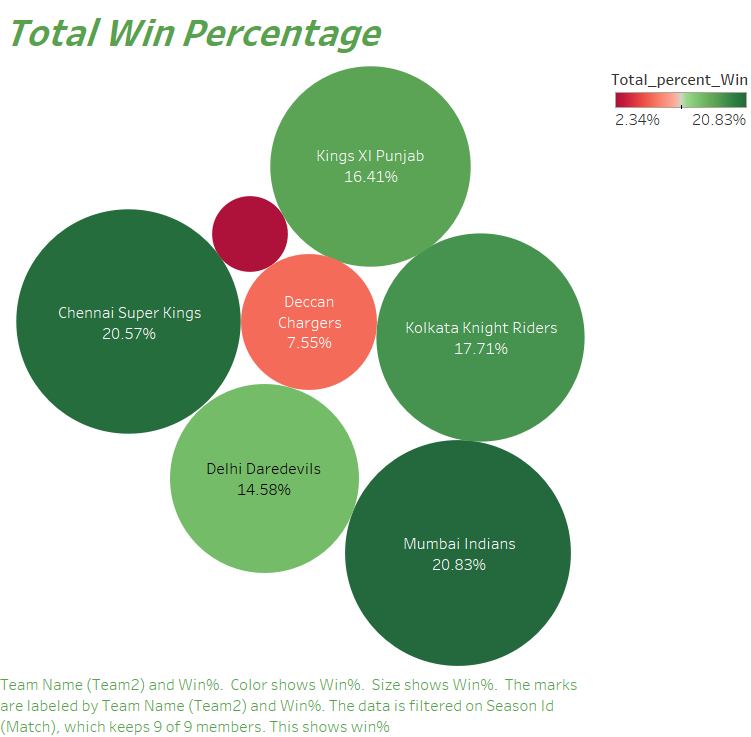 Total Win Percentage
Total_percent_Win
2.34% 20.83%
Kings XI Punjab
16.41%
Chennai Super Kings
20.57%
Deccan
Chargers
7.55%
Kolkata Knight Riders
17.71%
Delhi Daredevils
14.58%
Mumbai Indians
20.83%
Team Name (Team2) and Win%. Color shows Win%. Size shows Win%. The marks
are labeled by Team Name (Team2) and Win%. The data is filtered on Season Id
(Match), which keeps 9 of 9 members. This shows win%